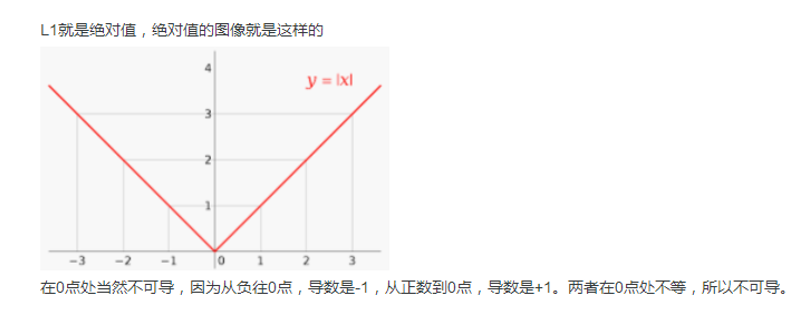 L1就是绝对值，绝对值的图像就是这样的
4
y = |x|
3
2
1
-3 -2 -1 0 1 2 3
在0点处当然不可导，因为从负往0点，导数是-1，从正数到0点，导数是+1。两者在0点处不等，所以不可导。